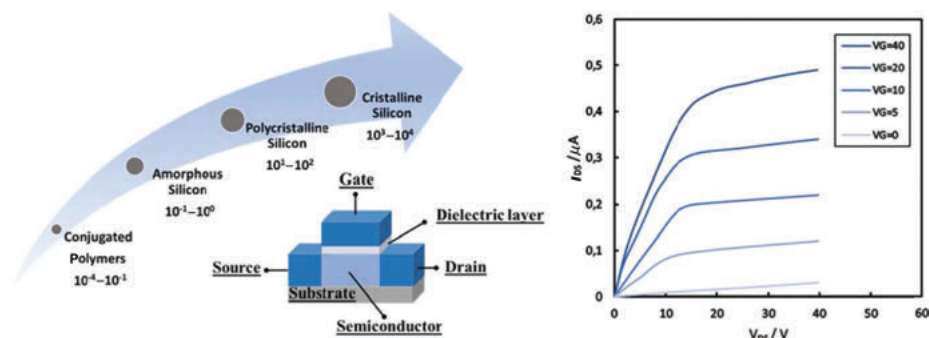 Cristalline
Silicon
10³–10⁴
Polycristalline
Silicon
10¹–10²
Amorphous
Silicon
10⁻¹–10⁰
Conjugated
Polymers
10⁻⁴–10⁻¹
Gate
Dielectric layer
Source
Drain
Substrate
Semiconductor
I_DS /µA
0,6
0,5
0,4
0,3
0,2
0,1
0
0 10 20 30 40 50 60
V_DS / V
VG=40
VG=20
VG=10
VG=5
VG=0